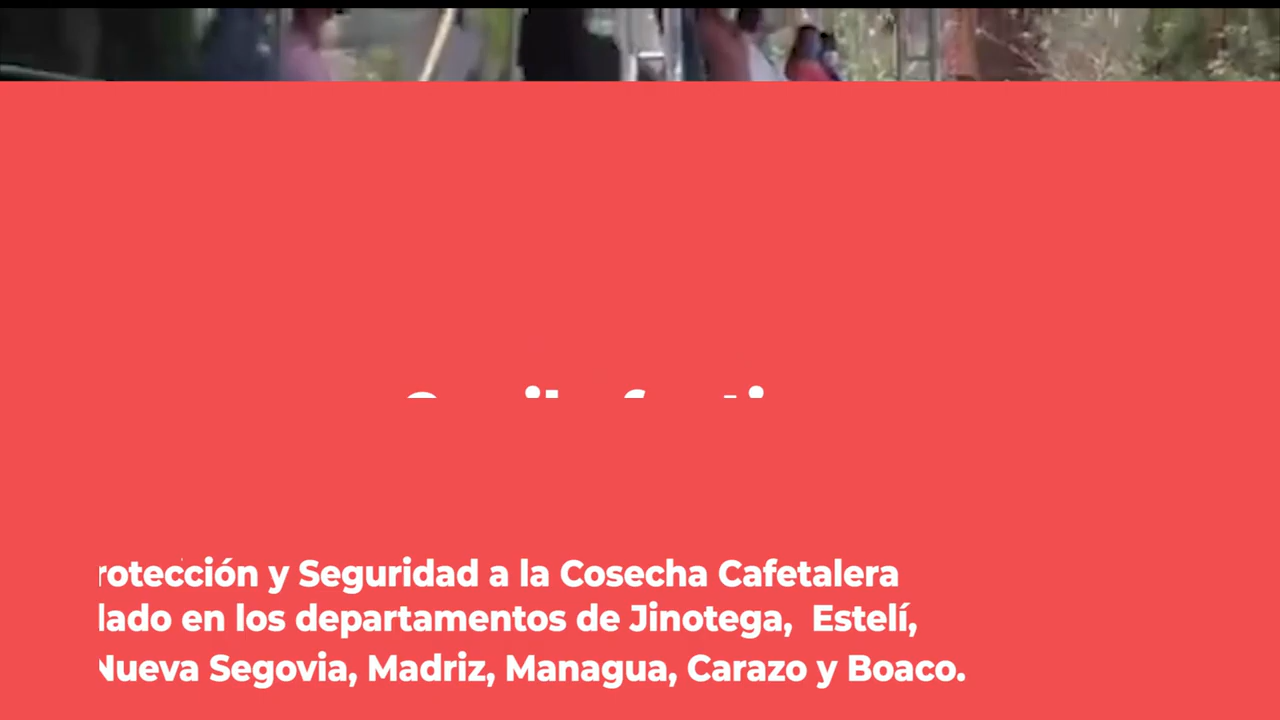 rotección y Seguridad a la Cosecha Cafetalera
lado en los departamentos de Jinotega, Estelí,
Nueva Segovia, Madriz, Managua, Carazo y Boaco.